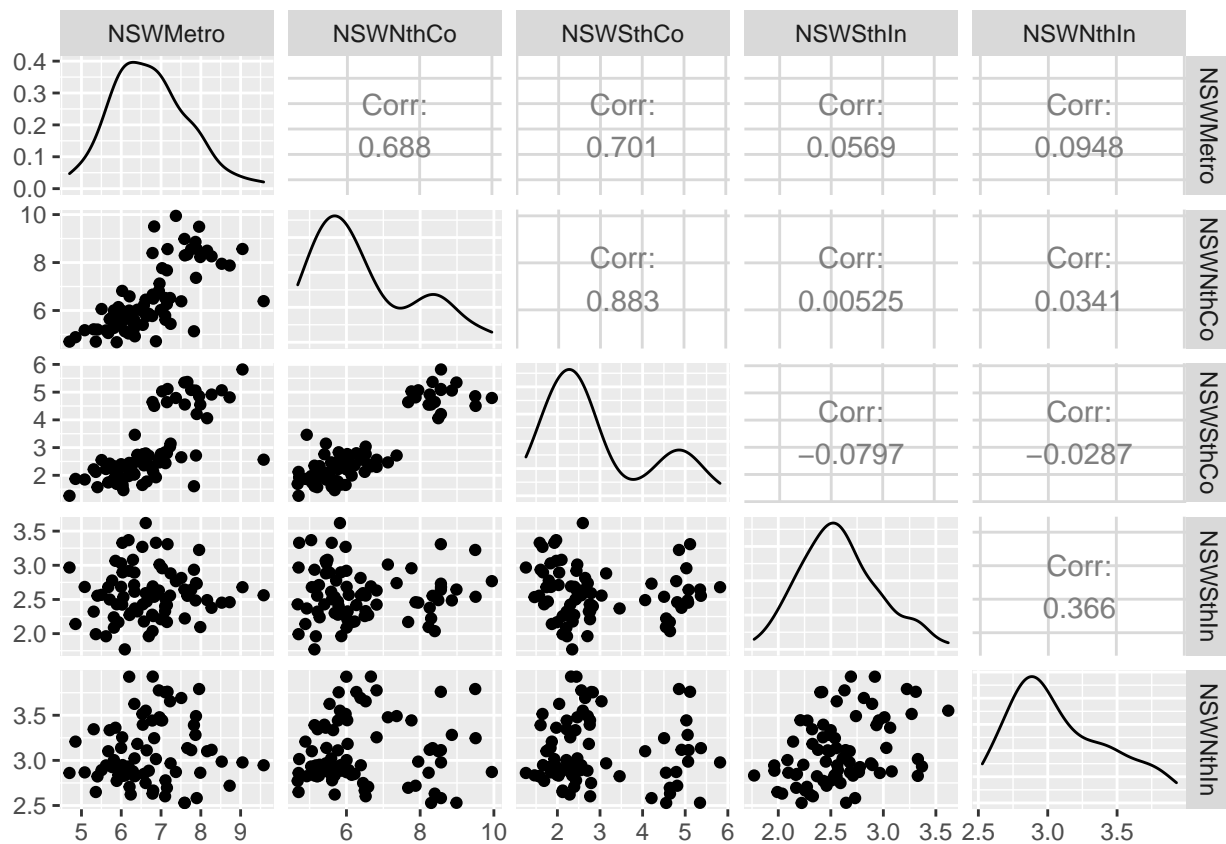 NSWMetro NSWNthCo NSWSthCo NSWSthIn NSWNthIn
0.4
0.3
0.2
0.1
0.0
Corr:
0.688
Corr:
0.701
Corr:
0.0569
Corr:
0.0948
NSWMetro
10
8
6
Corr:
0.883
Corr:
0.00525
Corr:
0.0341
NSWNthCo
6
5
4
3
2
Corr:
−0.0797
Corr:
−0.0287
NSWSthCo
3.5
3.0
2.5
2.0
Corr:
0.366
NSWSthIn
3.5
3.0
2.5
NSWNthIn
5 6 7 8 9 6 8 10 2 3 4 5 6 2.0 2.5 3.0 3.5 2.5 3.0 3.5